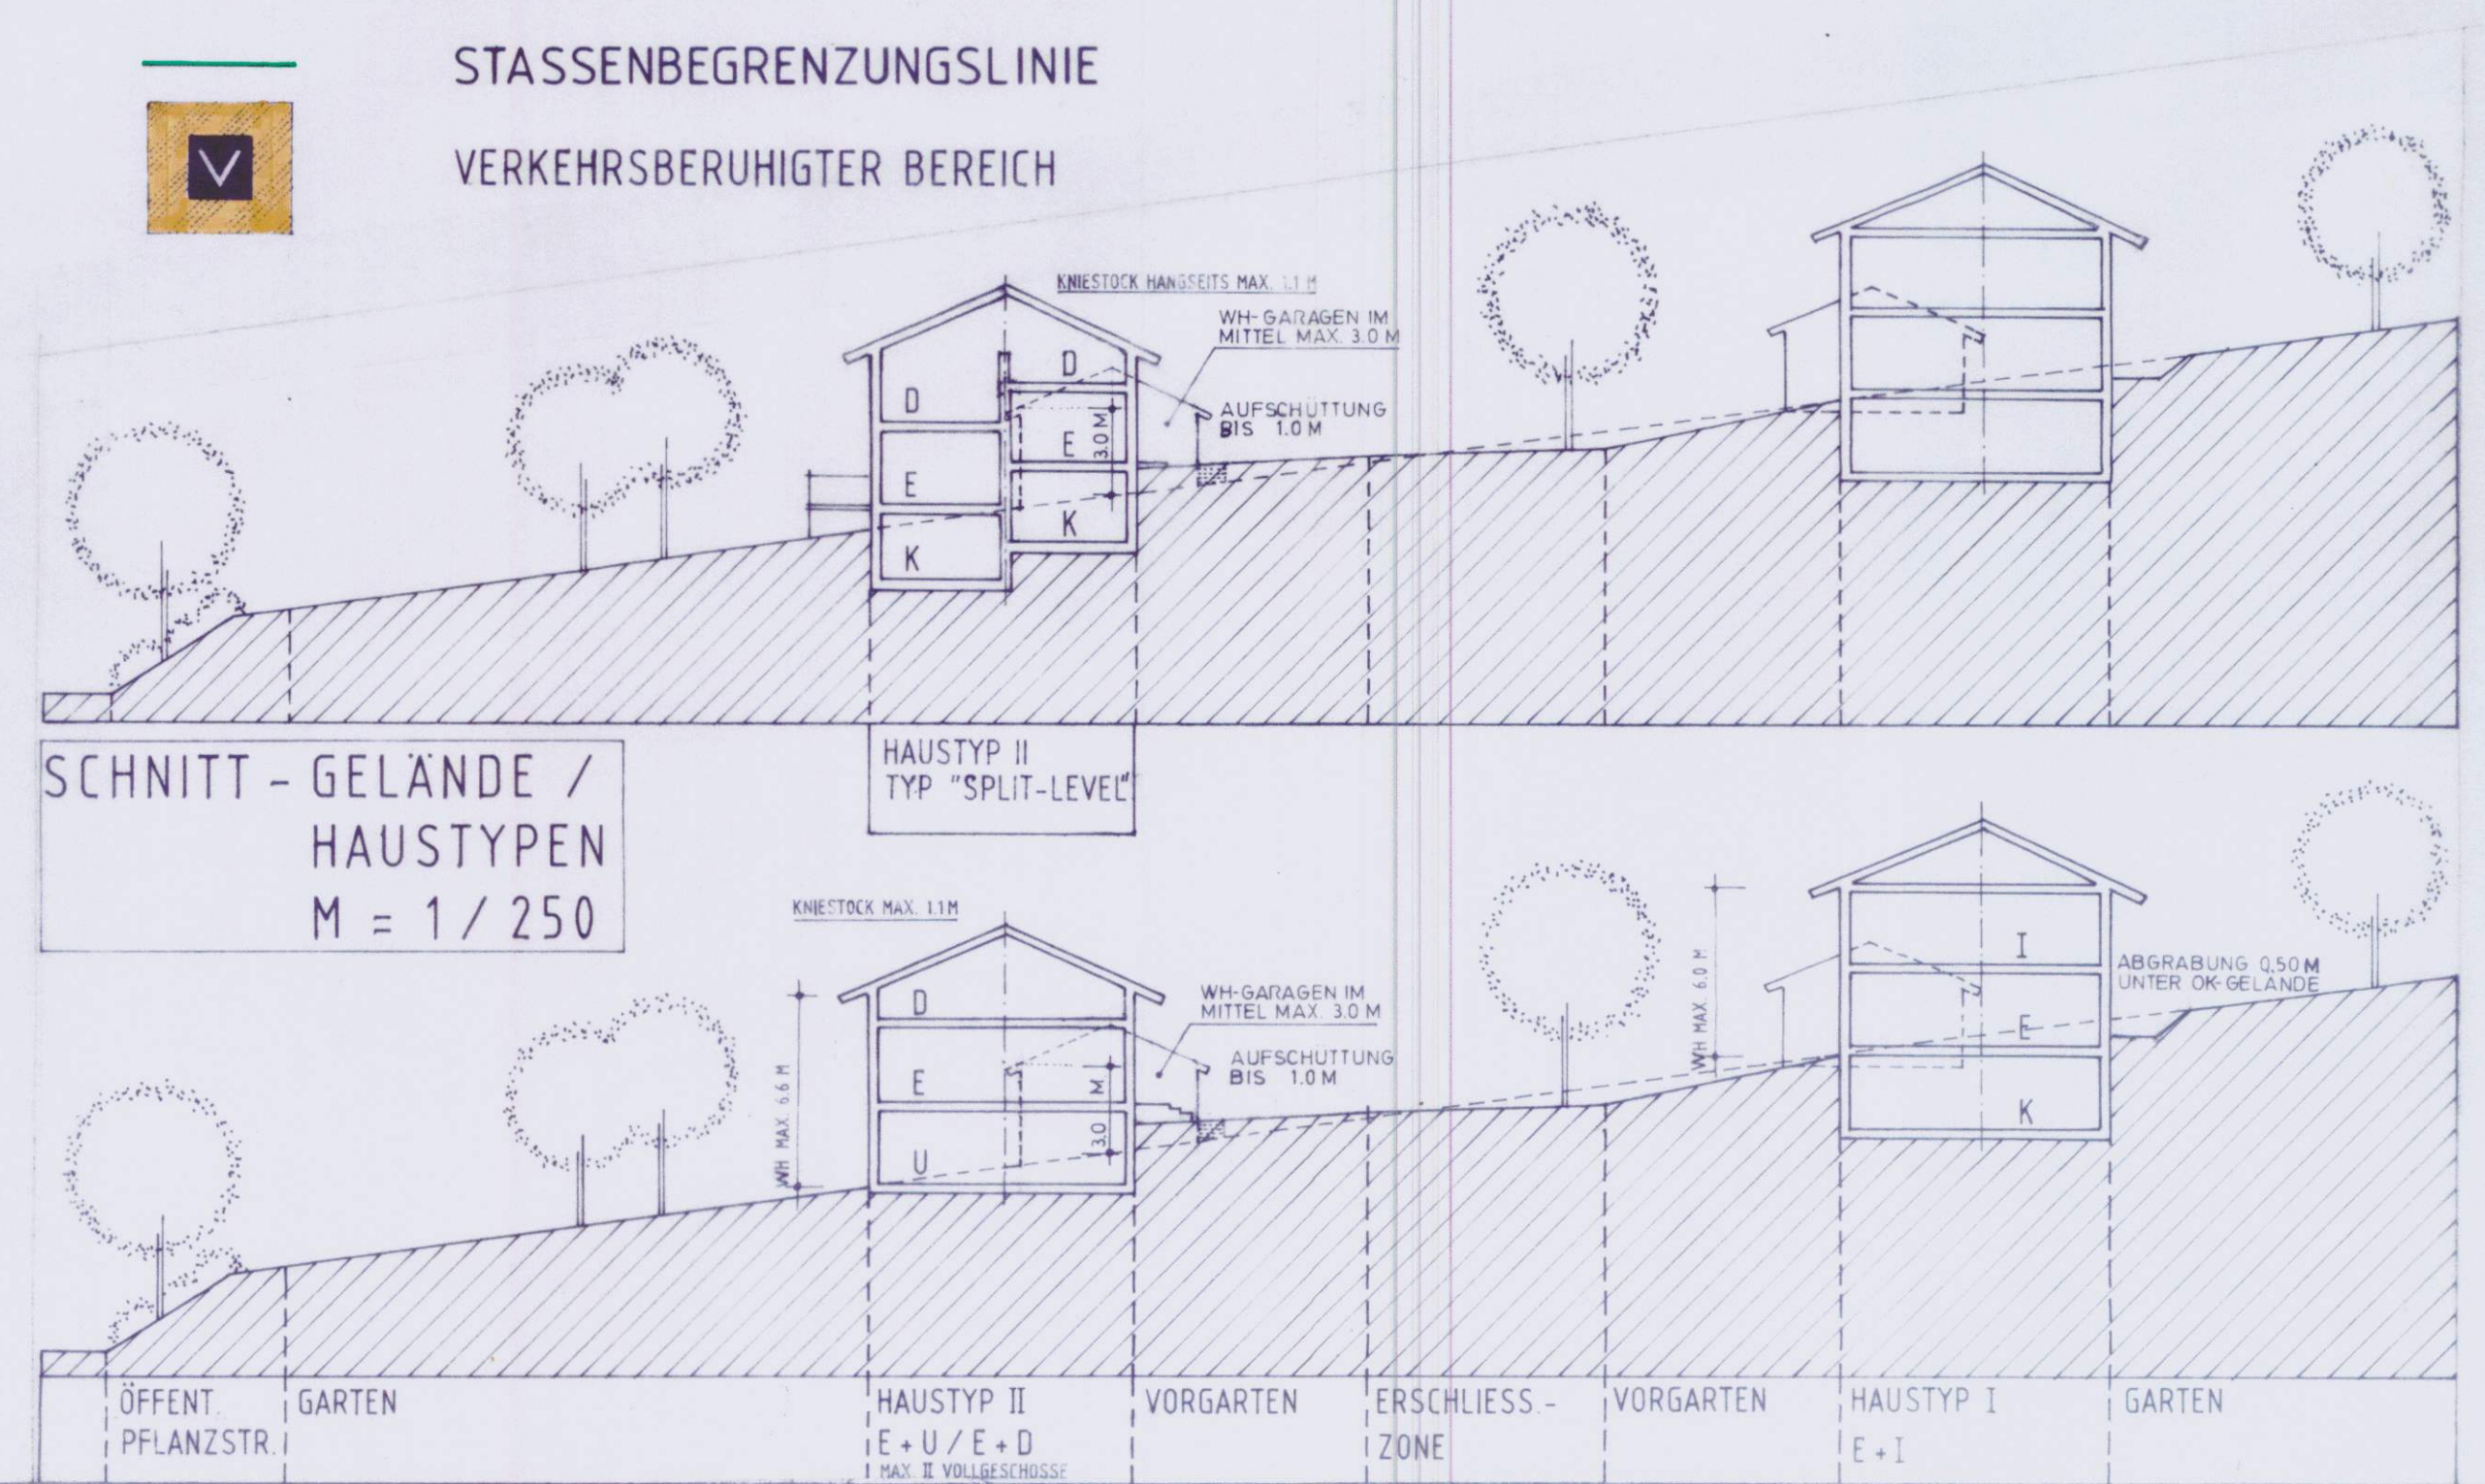 STASSENBEGRENZUNGSLINIE
V
VERKEHRSBERUHIGTER BEREICH
KNIESTOCK HANGSEITS MAX. 1.1 M
WH-GARAGEN IM
MITTEL MAX. 3.0 M
AUFSCHÜTTUNG
BIS 1.0 M
D
D
E
3.0 M
E
K
K
HAUSTYP II
TYP "SPLIT-LEVEL"
SCHNITT - GELÄNDE /
HAUSTYPEN
M = 1 / 250
KNIESTOCK MAX. 1.1 M
WH MAX. 6.6 M
D
E
U
3.0 M
WH-GARAGEN IM
MITTEL MAX. 3.0 M
AUFSCHÜTTUNG
BIS 1.0 M
WH MAX. 6.0 M
I
E
K
ABGRABUNG 0.50 M
UNTER OK-GELÄNDE
ÖFFENT.
PFLANZSTR.
GARTEN
HAUSTYP II
E + U / E + D
MAX. II VOLLGESCHOSSE
VORGARTEN
ERSCHLIESS.-
ZONE
VORGARTEN
HAUSTYP I
E + I
GARTEN